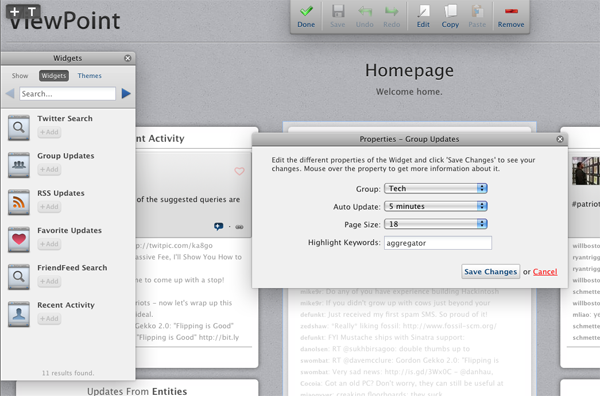 + T
ViewPoint
Done Save Undo Redo Edit Copy Paste Remove
Homepage
Welcome home.
Widgets
Show Widgets Themes
Search...
Twitter Search
+Add
Group Updates
+Add
RSS Updates
+Add
Favorite Updates
+Add
FriendFeed Search
+Add
Recent Activity
+Add
11 results found.
nt Activity
of the suggested queries are
//twitpic.com/ka8go
assive Fee, I'll Show You How to
me to come up with a stop!
riots - now let's wrap this
ideal.
Gekko 2.0: "Flipping is Good"
"Flipping is Good" http://bit.ly
Updates From Entities
Properties - Group Updates
Edit the different properties of the Widget and click 'Save Changes' to see your
changes. Mouse over the property to get more information about it.
Group: Tech
Auto Update: 5 minutes
Page Size: 18
Highlight Keywords: aggregator
Save Changes or Cancel
mikeiw: Do any of you have experience building Hackintosh
mikeiw: If you didn't grow up with cows just beyond your
danudey: Just received my first spam SMS. So proud of it!
zedshaw: *Really* liking fossil: http://www.fossil-scm.org/
danudey: FYI Mustache ships with Sinatra support:
danielsn: RT @sukhbirsagoe double thumbs up to
swombat: RT @davemcclure: Gordon Gekko 2.0: "Flipping is
swombat: Very sad news: http://is.gd/5Wx0C - @danhau,
Old an old PC? Don't worry, they can still be useful at
#patriot
willbosto
ryantrigg
ryantrigg
willbosto
schmette
willbosto
mliao: yo
schmette
schmette